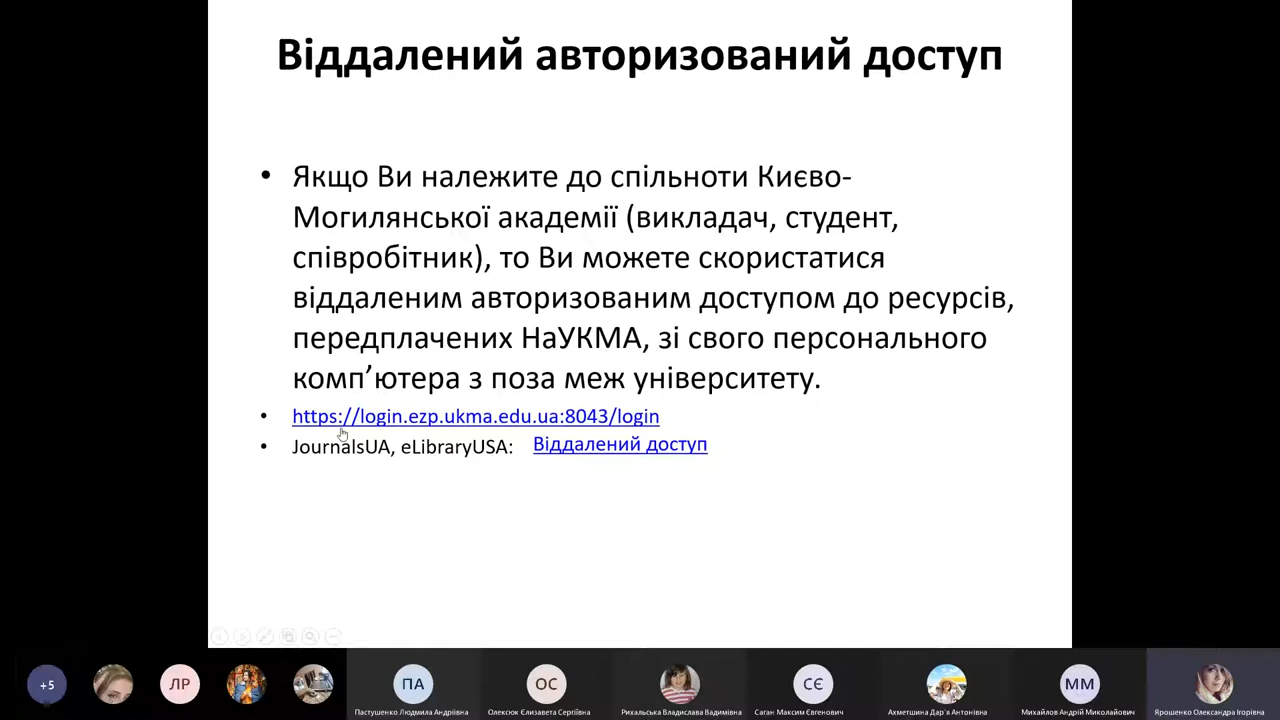 Віддалений авторизований доступ
• Якщо Ви належите до спільноти Києво-
Могилянської академії (викладач, студент,
співробітник), то Ви можете скористатися
віддаленим авторизованим доступом до ресурсів,
передплачених НаУКМА, зі свого персонального
комп’ютера з поза меж університету.
• https://login.ezp.ukma.edu.ua:8043/login
• JournalsUA, eLibraryUSA: Віддалений доступ
+5
ЛР
ПА
ОС
СЄ
ММ
Пастушенко Людмила Андріївна
Олексюк Єлизавета Сергіївна
Рихальська Владислава Вадимівна
Саган Максим Євгенович
Ахметшина Дар`я Антонівна
Михайлов Андрій Миколайович
Ярошенко Олександра Ігорівна